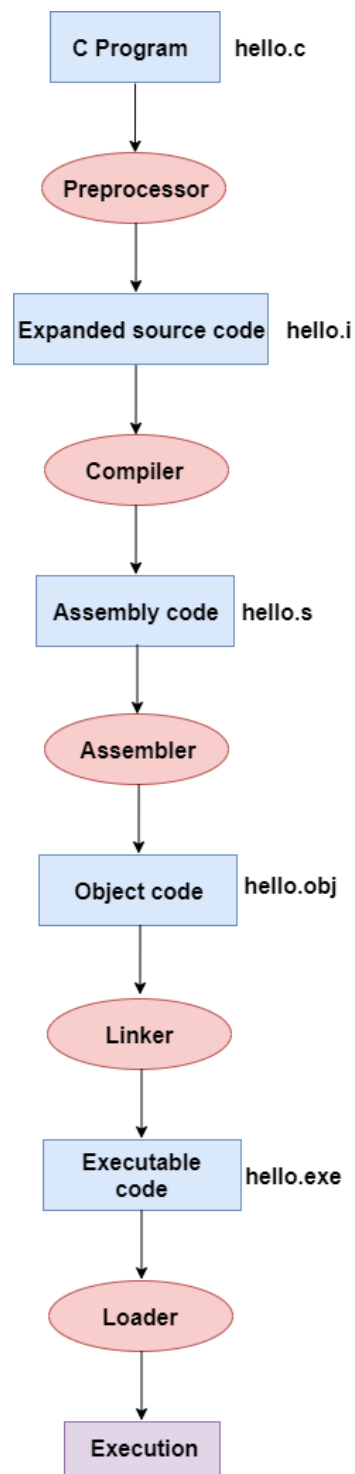 C Program hello.c
Preprocessor
Expanded source code hello.i
Compiler
Assembly code hello.s
Assembler
Object code hello.obj
Linker
Executable
code hello.exe
Loader
Execution